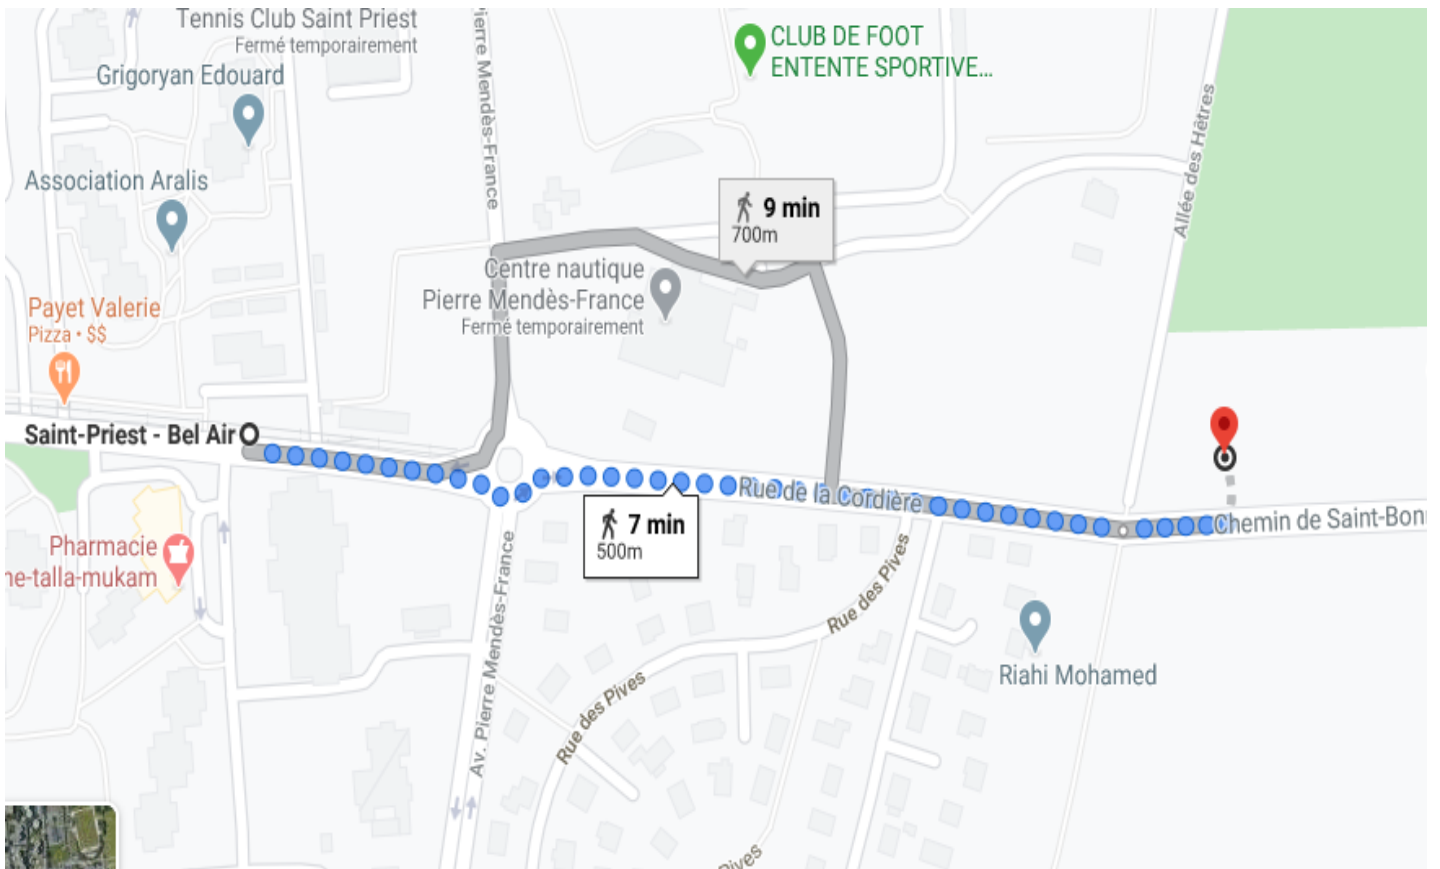 Tennis Club Saint Priest
Fermé temporairement
Grigoryan Edouard
Association Aralis
Payet Valerie
Pizza • $$
Saint-Priest - Bel Air
Pharmacie
ne-talla-mukam
Pierre Mendès-France
CLUB DE FOOT
ENTENTE SPORTIVE...
Allée des Hêtres
9 min
700m
Centre nautique
Pierre Mendès-France
Fermé temporairement
Rue de la Cordière
7 min
500m
Chemin de Saint-Bon
Av. Pierre Mendès-France
Rue des Pives
Rue des Pives
Riahi Mohamed
Pives